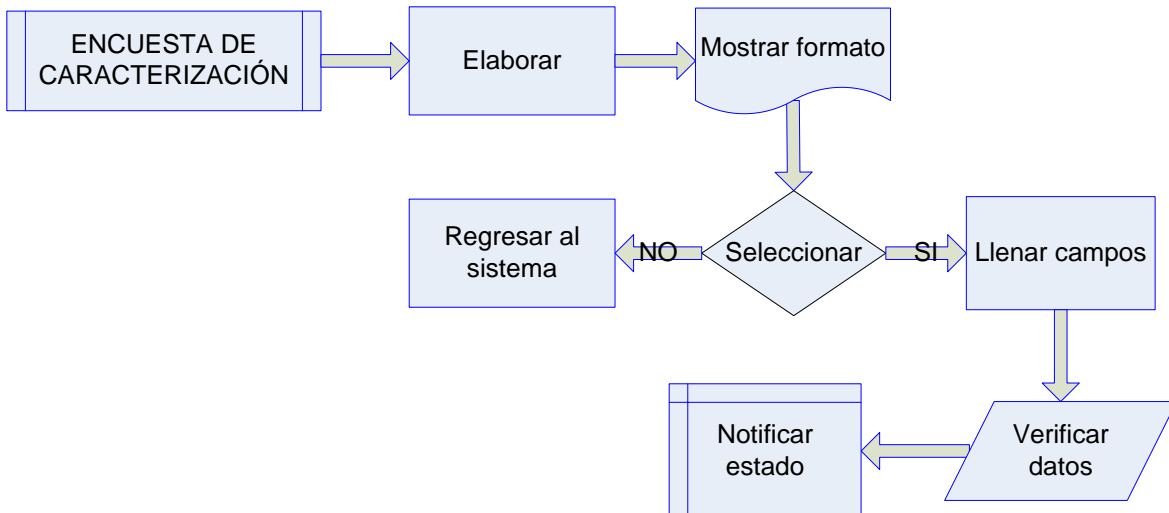 ENCUESTA DE
CARACTERIZACIÓN
Elaborar
Mostrar formato
Regresar al
sistema
NO
Seleccionar
SI
Llenar campos
Notificar
estado
Verificar
datos